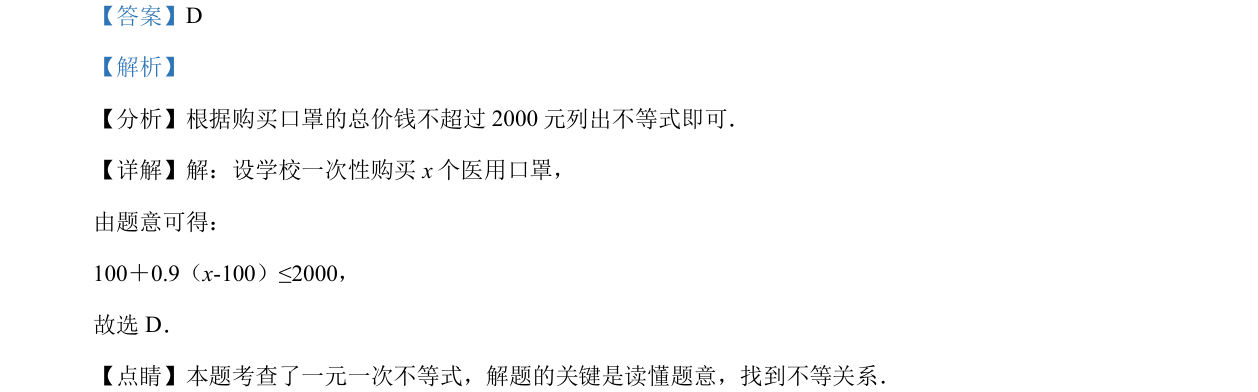 【答案】D
【解析】
【分析】根据购买口罩的总价钱不超过 2000 元列出不等式即可．
【详解】解：设学校一次性购买 x 个医用口罩，
由题意可得：
100＋0.9（x-100）≤2000，
故选 D．
【点睛】本题考查了一元一次不等式，解题的关键是读懂题意，找到不等关系．